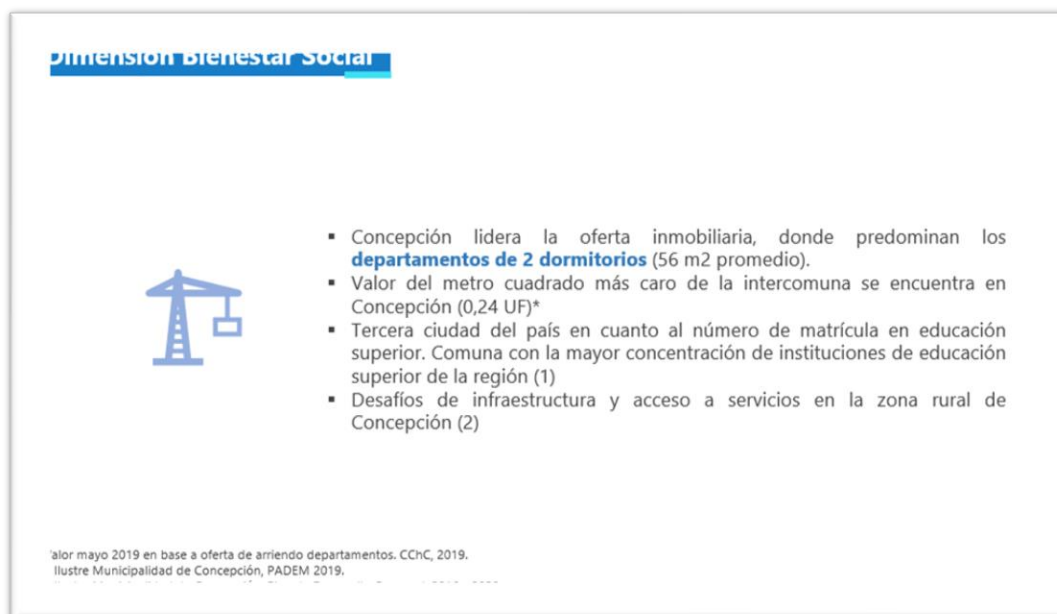 Dimensión Bienestar Social
▪ Concepción lidera la oferta inmobiliaria, donde predominan los
departamentos de 2 dormitorios (56 m2 promedio).
▪ Valor del metro cuadrado más caro de la intercomuna se encuentra en
Concepción (0,24 UF)*
▪ Tercera ciudad del país en cuanto al número de matrícula en educación
superior. Comuna con la mayor concentración de instituciones de educación
superior de la región (1)
▪ Desafíos de infraestructura y acceso a servicios en la zona rural de
Concepción (2)
alor mayo 2019 en base a oferta de arriendo departamentos. CChC, 2019.
Ilustre Municipalidad de Concepción, PADEM 2019.